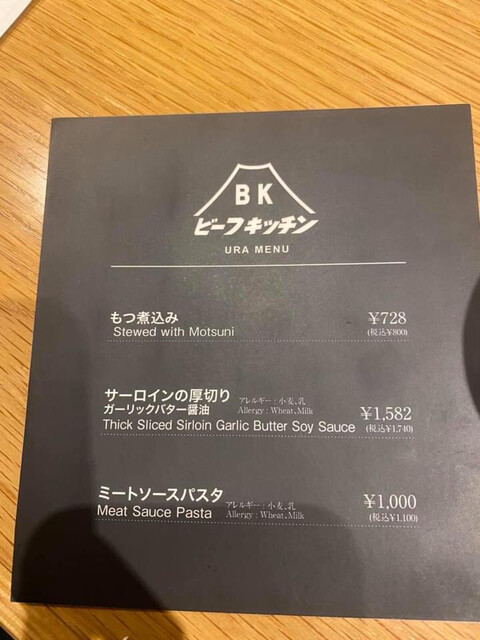 BK
ビーフキッチン
URA MENU
もつ煮込み ¥728
Stewed with Motsuni (税込¥800)
サーロインの厚切り アレルギー：小麦、乳
ガーリックバター醤油 Allergy : Wheat, Milk ¥1,582
Thick Sliced Sirloin Garlic Butter Soy Sauce (税込¥1,740)
ミートソースパスタ アレルギー：小麦、乳 ¥1,000
Meat Sauce Pasta Allergy : Wheat, Milk (税込¥1,100)